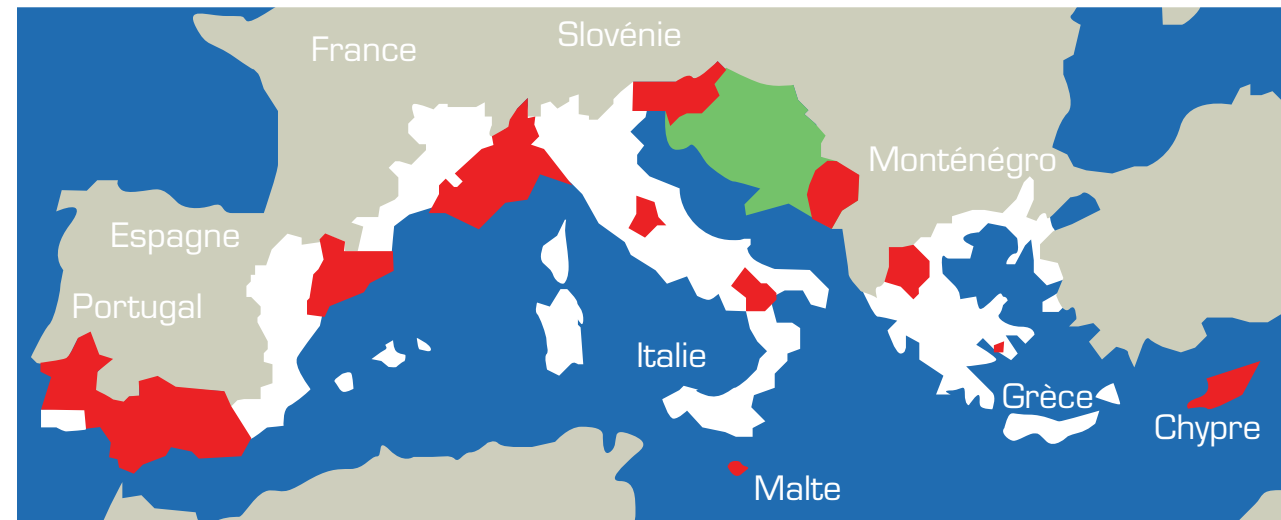 Slovénie
France
Monténégro
Espagne
Portugal
Italie
Grèce
Chypre
Malte